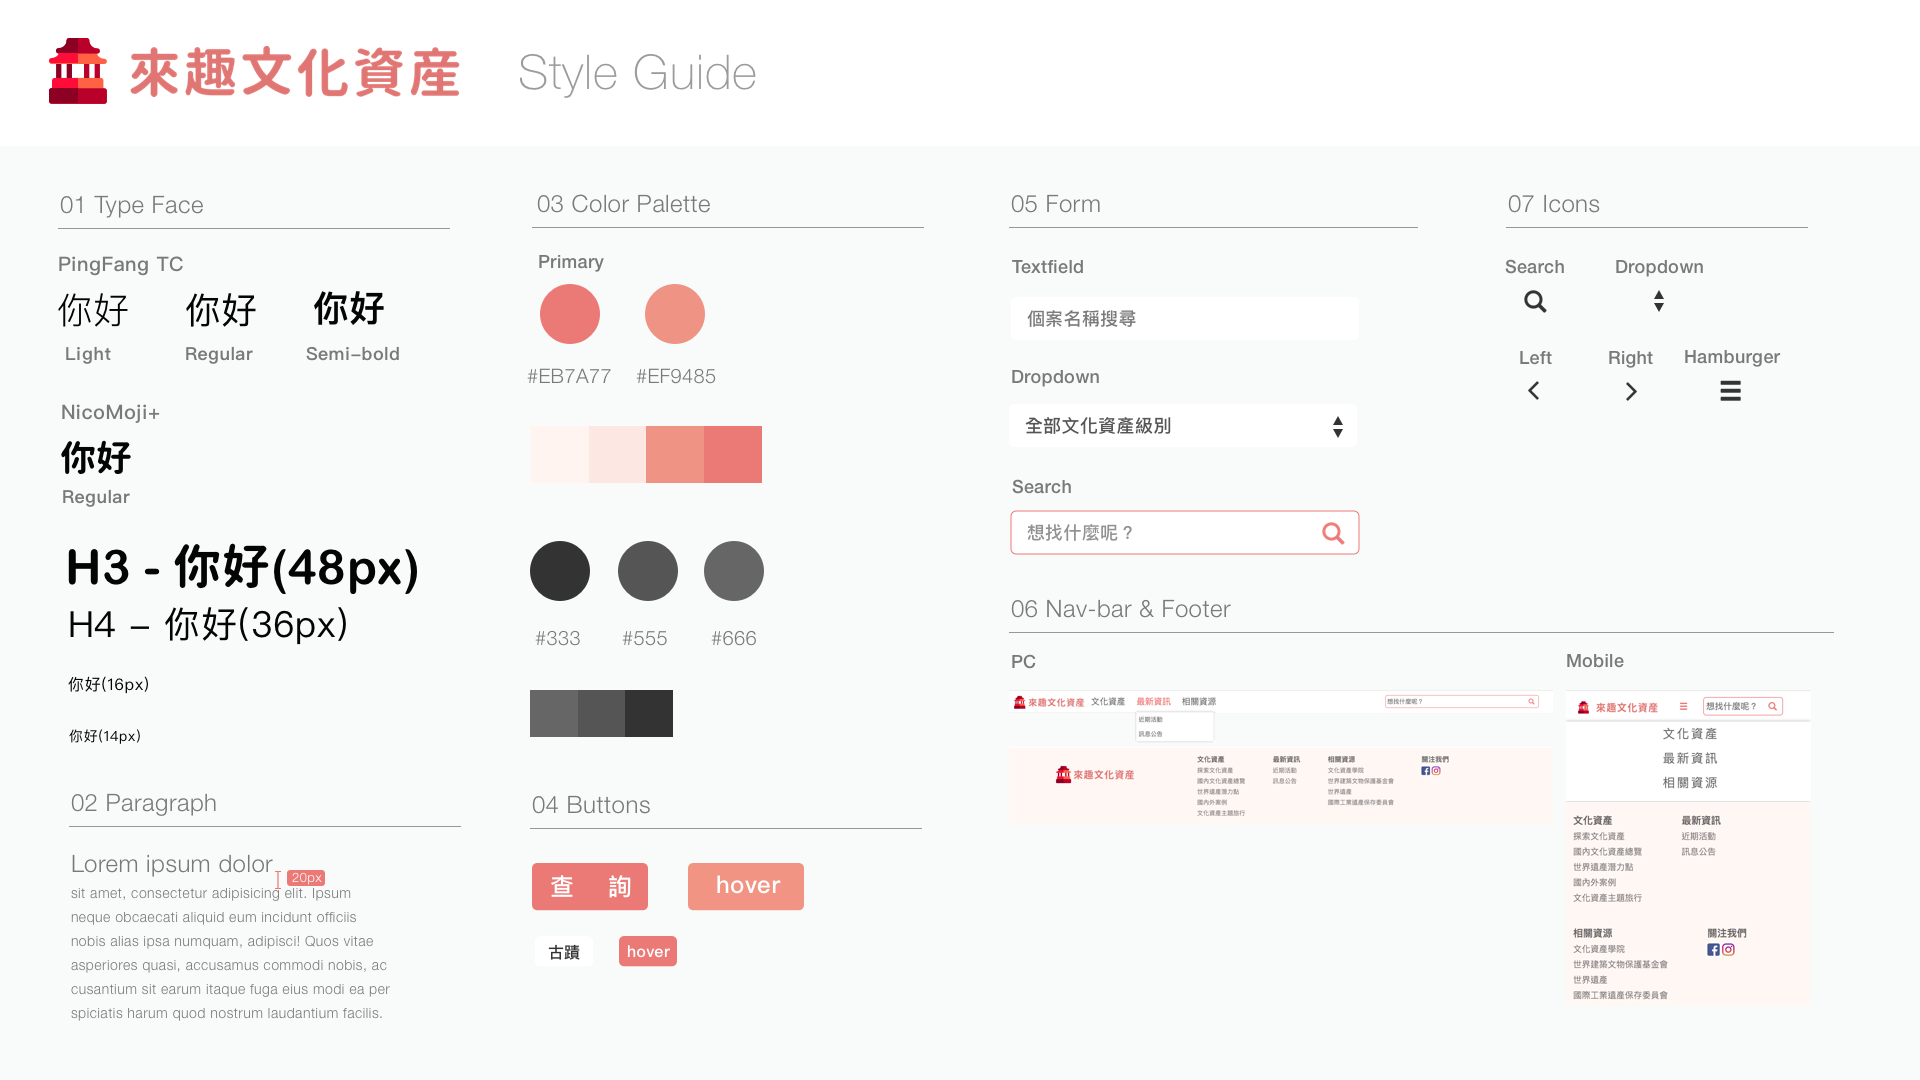 來趣文化資産
Style Guide
01 Type Face
PingFang TC
你好 你好 你好
Light Regular Semi-bold
NicoMoji+
你好
Regular
H3 - 你好(48px)
H4 – 你好(36px)
你好(16px)
你好(14px)
02 Paragraph
Lorem ipsum dolor
20px
sit amet, consectetur adipisicing elit. Ipsum
neque obcaecati aliquid eum incidunt officiis
nobis alias ipsa numquam, adipisci! Quos vitae
asperiores quasi, accusamus commodi nobis, ac
cusantium sit earum itaque fuga eius modi ea per
spiciatis harum quod nostrum laudantium facilis.
03 Color Palette
Primary
#EB7A77 #EF9485
#333 #555 #666
04 Buttons
查 詢 hover
古蹟 hover
05 Form
Textfield
個案名稱搜尋
Dropdown
全部文化資產級別
Search
想找什麼呢？
06 Nav-bar & Footer
PC
來趣文化資産 文化資產 最新資訊 相關資源 想找什麼呢？
近期活動
訊息公告
來趣文化資産
文化資產
探索文化資產
國內文化資產總覽
世界遺產潛力點
國內外案例
文化資產主題旅行
最新資訊
近期活動
訊息公告
相關資源
文化資產學院
世界建築文物保護基金會
世界遺產
國際工業遺產保存委員會
關注我們
Mobile
來趣文化資産 想找什麼呢？
文化資產
最新資訊
相關資源
文化資產
探索文化資產
國內文化資產總覽
世界遺產潛力點
國內外案例
文化資產主題旅行
最新資訊
近期活動
訊息公告
相關資源
文化資產學院
世界建築文物保護基金會
世界遺產
國際工業遺產保存委員會
關注我們
07 Icons
Search Dropdown
Left Right Hamburger